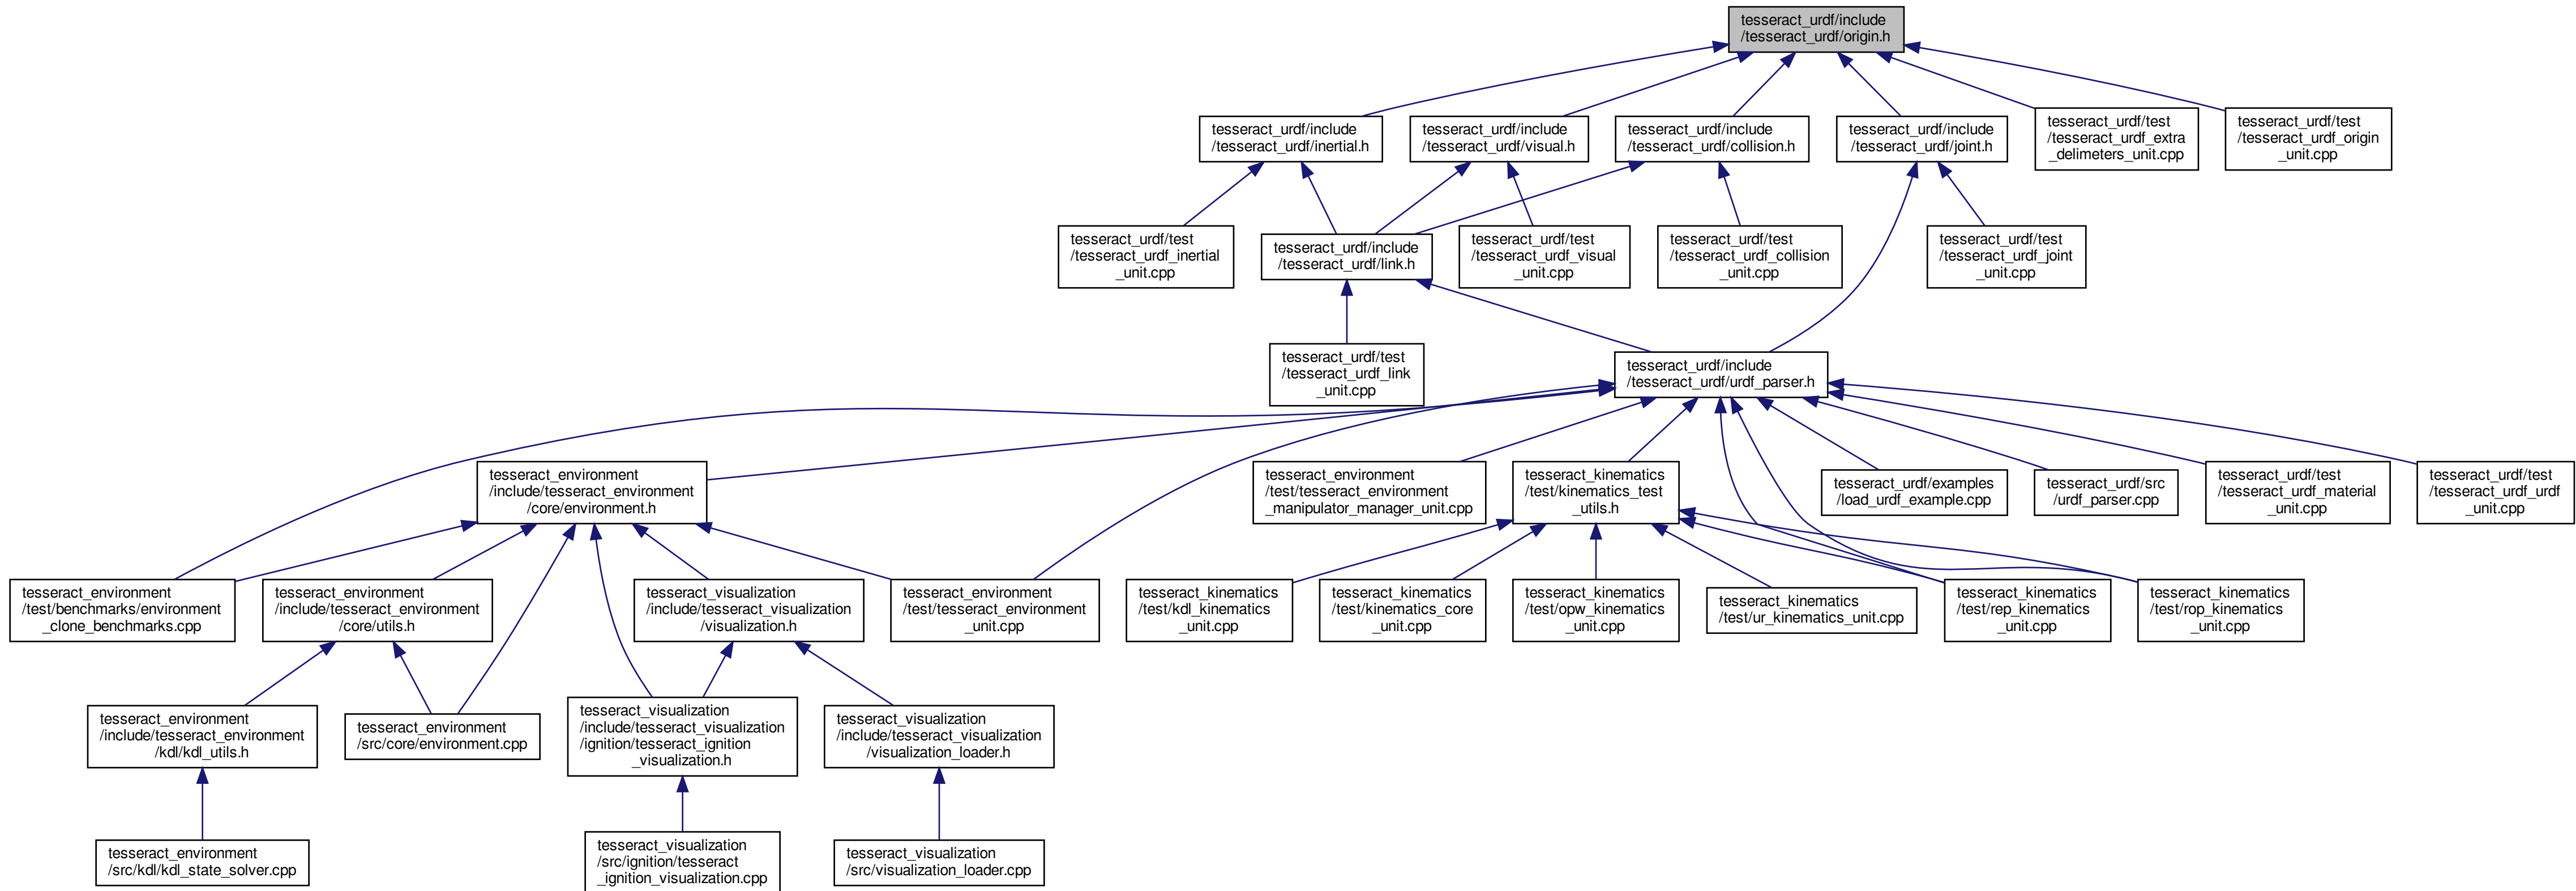 tesseract_urdf/include
/tesseract_urdf/origin.h
tesseract_urdf/include
/tesseract_urdf/inertial.h
tesseract_urdf/include
/tesseract_urdf/visual.h
tesseract_urdf/include
/tesseract_urdf/collision.h
tesseract_urdf/include
/tesseract_urdf/joint.h
tesseract_urdf/test
/tesseract_urdf_extra
_delimeters_unit.cpp
tesseract_urdf/test
/tesseract_urdf_origin
_unit.cpp
tesseract_urdf/test
/tesseract_urdf_inertial
_unit.cpp
tesseract_urdf/include
/tesseract_urdf/link.h
tesseract_urdf/test
/tesseract_urdf_visual
_unit.cpp
tesseract_urdf/test
/tesseract_urdf_collision
_unit.cpp
tesseract_urdf/test
/tesseract_urdf_joint
_unit.cpp
tesseract_urdf/test
/tesseract_urdf_link
_unit.cpp
tesseract_urdf/include
/tesseract_urdf/urdf_parser.h
tesseract_environment
/include/tesseract_environment
/core/environment.h
tesseract_environment
/test/tesseract_environment
_manipulator_manager_unit.cpp
tesseract_kinematics
/test/kinematics_test
_utils.h
tesseract_urdf/examples
/load_urdf_example.cpp
tesseract_urdf/src
/urdf_parser.cpp
tesseract_urdf/test
/tesseract_urdf_material
_unit.cpp
tesseract_urdf/test
/tesseract_urdf_urdf
_unit.cpp
tesseract_environment
/test/benchmarks/environment
_clone_benchmarks.cpp
tesseract_environment
/include/tesseract_environment
/core/utils.h
tesseract_visualization
/include/tesseract_visualization
/visualization.h
tesseract_environment
/test/tesseract_environment
_unit.cpp
tesseract_kinematics
/test/kdl_kinematics
_unit.cpp
tesseract_kinematics
/test/kinematics_core
_unit.cpp
tesseract_kinematics
/test/opw_kinematics
_unit.cpp
tesseract_kinematics
/test/ur_kinematics_unit.cpp
tesseract_kinematics
/test/rep_kinematics
_unit.cpp
tesseract_kinematics
/test/rop_kinematics
_unit.cpp
tesseract_environment
/include/tesseract_environment
/kdl/kdl_utils.h
tesseract_environment
/src/core/environment.cpp
tesseract_visualization
/include/tesseract_visualization
/ignition/tesseract_ignition
_visualization.h
tesseract_visualization
/include/tesseract_visualization
/visualization_loader.h
tesseract_environment
/src/kdl/kdl_state_solver.cpp
tesseract_visualization
/src/ignition/tesseract
_ignition_visualization.cpp
tesseract_visualization
/src/visualization_loader.cpp